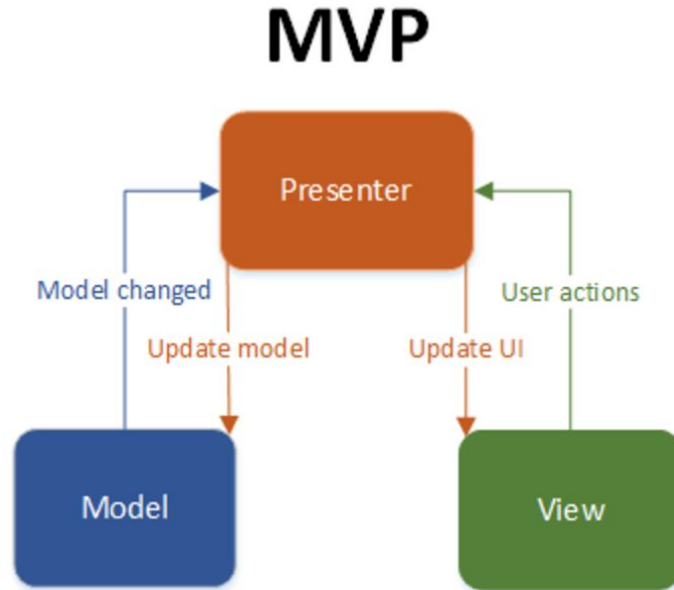 MVP
Presenter
Model changed
User actions
Update model
Update UI
Model
View